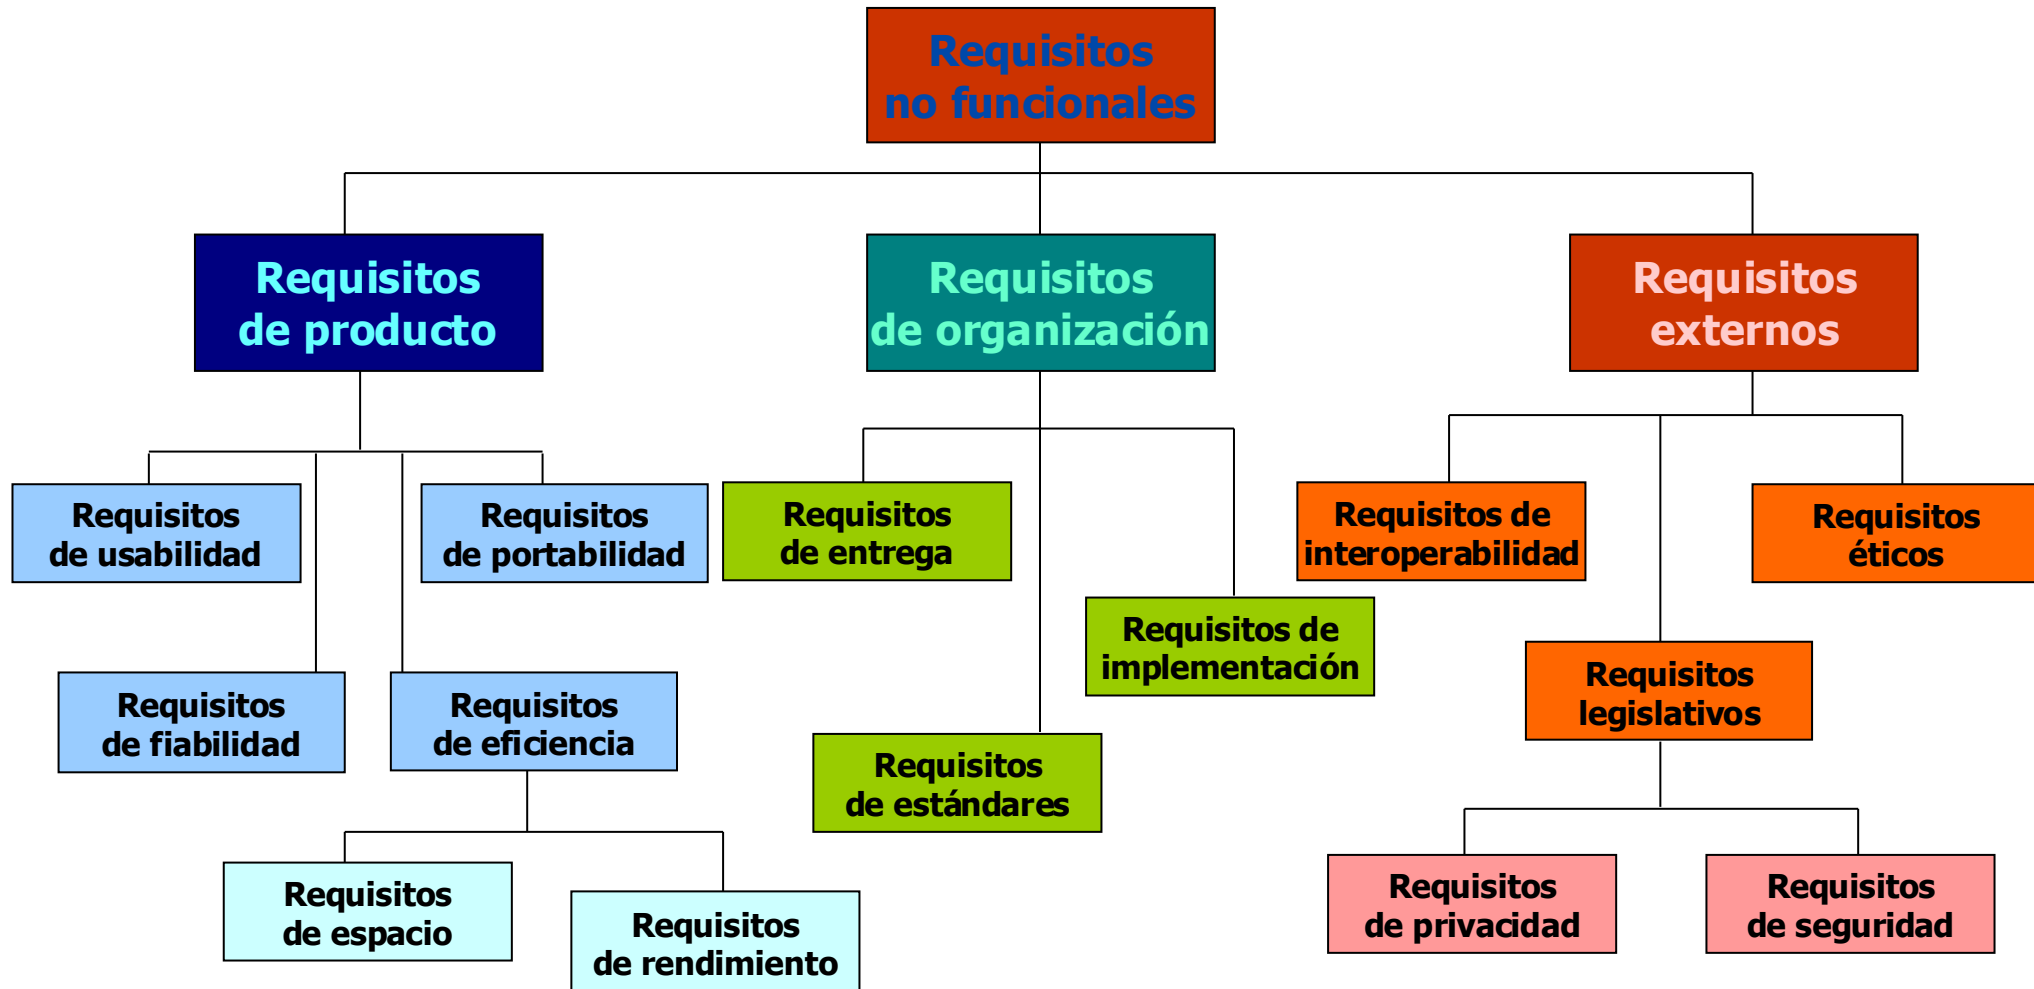 Requisitos
no funcionales
Requisitos
de producto
Requisitos
de organización
Requisitos
externos
Requisitos
de usabilidad
Requisitos
de portabilidad
Requisitos
de entrega
Requisitos de
interoperabilidad
Requisitos
éticos
Requisitos de
implementación
Requisitos
legislativos
Requisitos
de fiabilidad
Requisitos
de eficiencia
Requisitos
de estándares
Requisitos
de espacio
Requisitos
de rendimiento
Requisitos
de privacidad
Requisitos
de seguridad